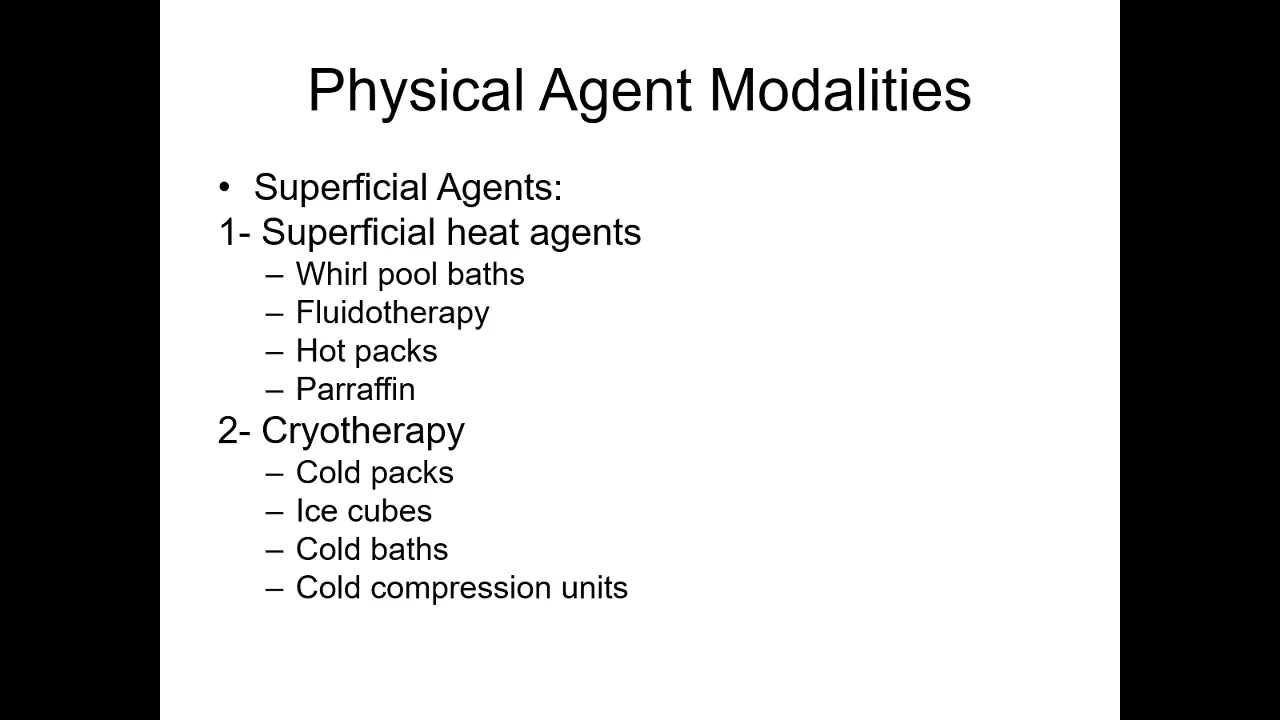 Physical Agent Modalities
• Superficial Agents:
1- Superficial heat agents
– Whirl pool baths
– Fluidotherapy
– Hot packs
– Parraffin
2- Cryotherapy
– Cold packs
– Ice cubes
– Cold baths
– Cold compression units